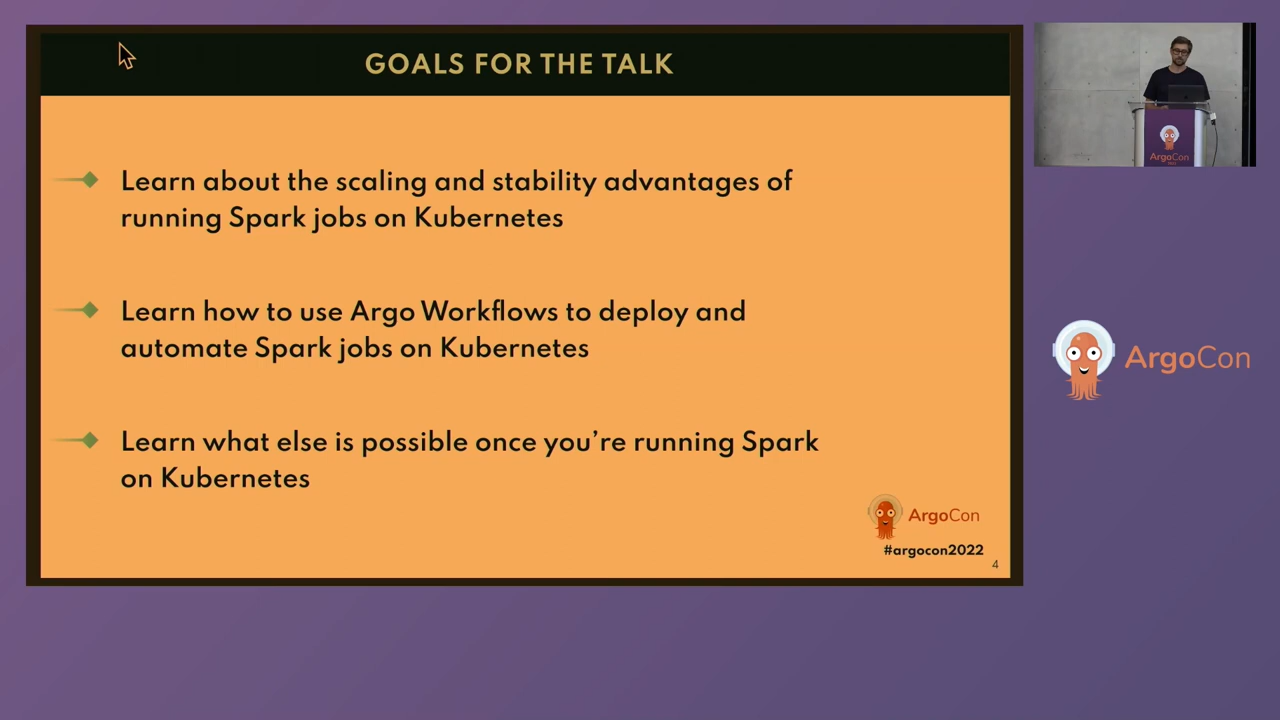 GOALS FOR THE TALK
Learn about the scaling and stability advantages of
running Spark jobs on Kubernetes
Learn how to use Argo Workflows to deploy and
automate Spark jobs on Kubernetes
Learn what else is possible once you're running Spark
on Kubernetes
ArgoCon
#argocon2022
4
ArgoCon
ArgoCon